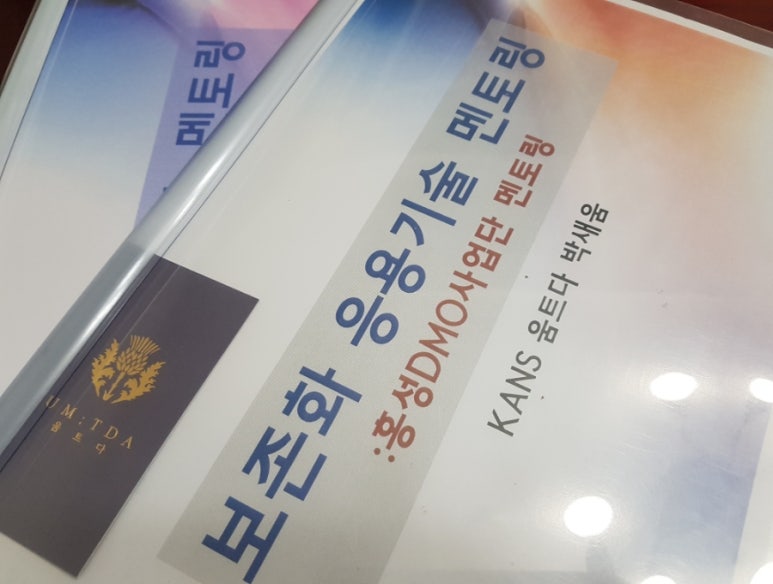 보존화 응용기술 멘토링
:홍성DMO사업단 멘토링
KANS 움트다 박새움
UM;TDA
움트다
멘토링